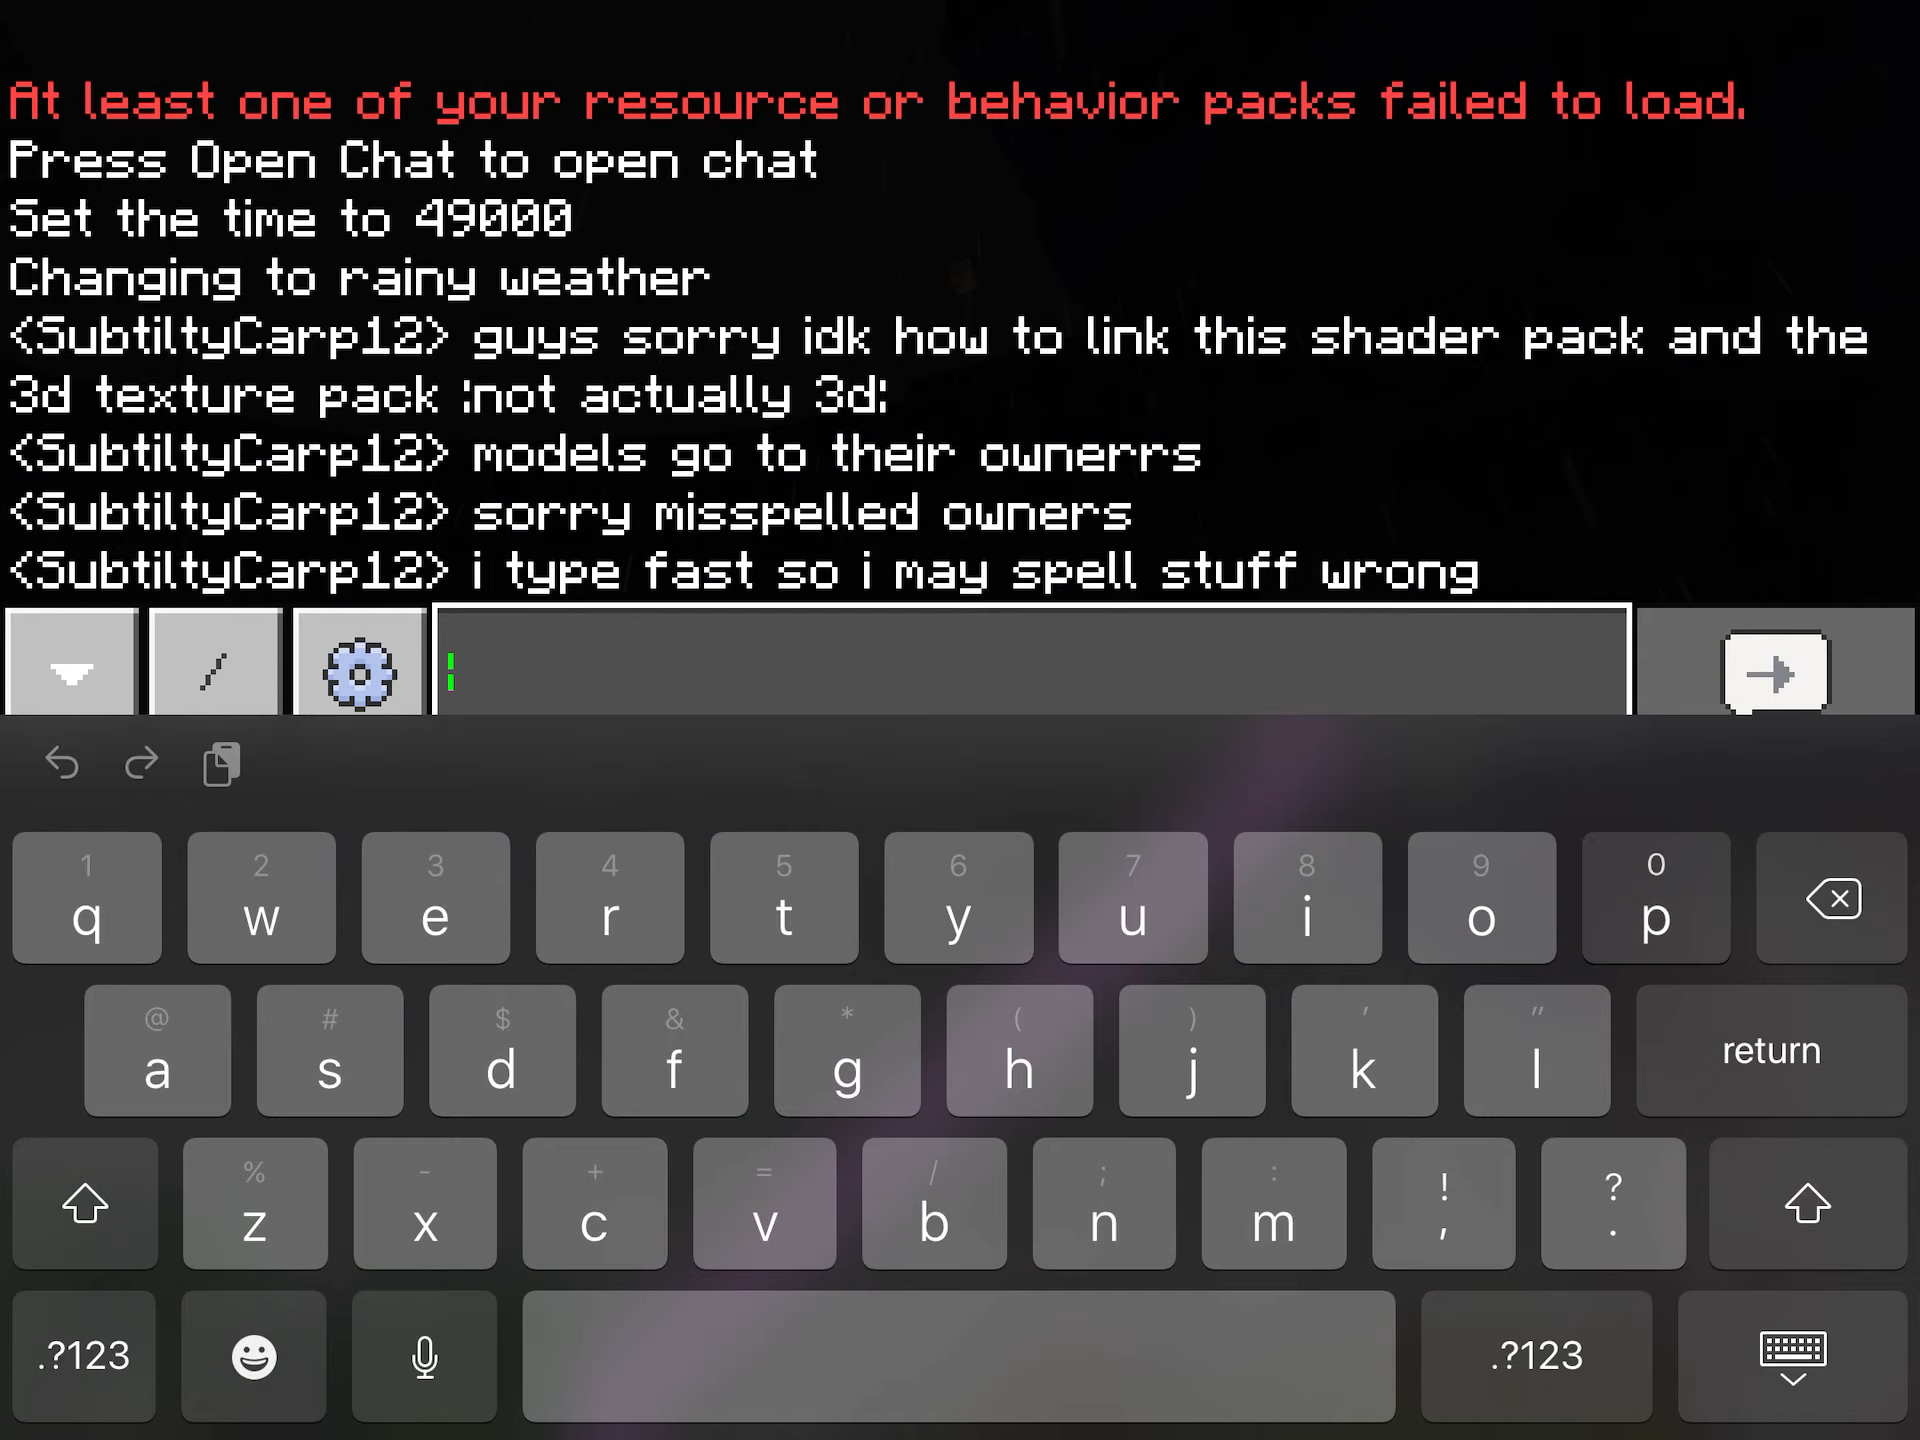 At least one of your resource or behavior packs failed to load.
Press Open Chat to open chat
Set the time to 49000
Changing to rainy weather
<SubtiltyCarp12> guys sorry idk how to link this shader pack and the
3d texture pack :not actually 3d:
<SubtiltyCarp12> models go to their ownerrs
<SubtiltyCarp12> sorry misspelled owners
<SubtiltyCarp12> i type fast so i may spell stuff wrong
/
1 2 3 4 5 6 7 8 9 0
q w e r t y u i o p
@ # $ & * ( ) ' "
a s d f g h j k l return
% - + = / ; : ! ?
z x c v b n m , .
.?123 .?123